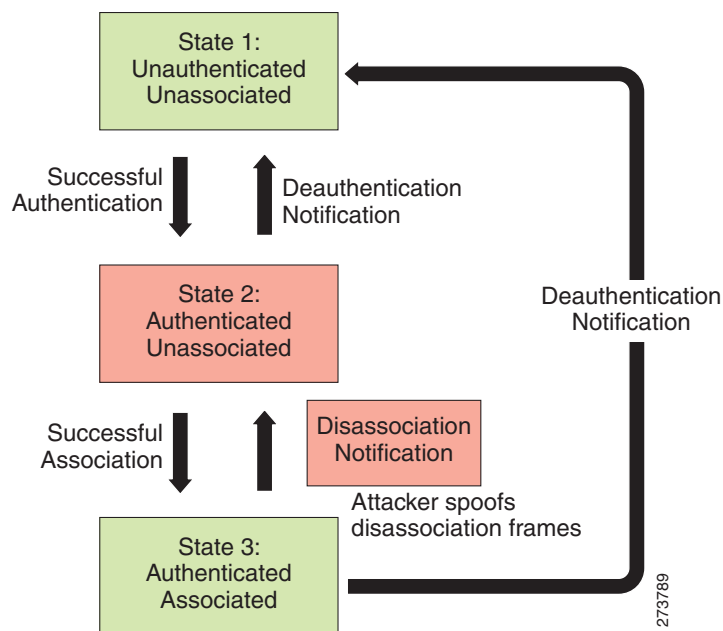 State 1:
Unauthenticated
Unassociated
Successful
Authentication
Deauthentication
Notification
State 2:
Authenticated
Unassociated
Deauthentication
Notification
Successful
Association
Disassociation
Notification
Attacker spoofs
disassociation frames
State 3:
Authenticated
Associated
273789